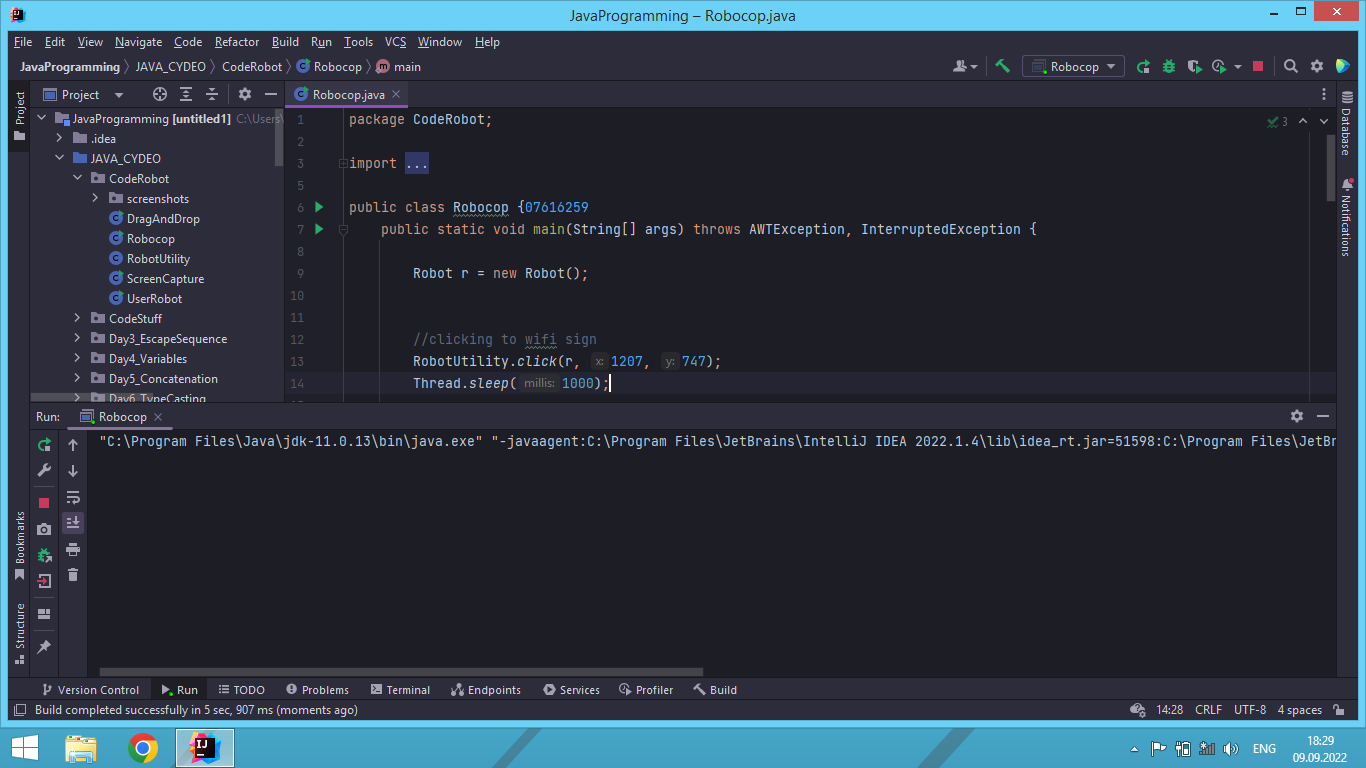 JavaProgramming – Robocop.java
File Edit View Navigate Code Refactor Build Run Tools VCS Window Help
JavaProgramming JAVA_CYDEO CodeRobot Robocop main
Robocop
Project
Project
Robocop.java
JavaProgramming [untitled1] C:\Users\
.idea
JAVA_CYDEO
CodeRobot
screenshots
DragAndDrop
Robocop
RobotUtility
ScreenCapture
UserRobot
CodeStuff
Day3_EscapeSequence
Day4_Variables
Day5_Concatenation
Day6_TypeCasting
3
1 package CodeRobot;
2
3 import ...
5
6 public class Robocop {07616259
7 public static void main(String[] args) throws AWTException, InterruptedException {
8
9 Robot r = new Robot();
10
11
12 //clicking to wifi sign
13 RobotUtility.click(r, x: 1207, y: 747);
14 Thread.sleep( millis: 1000);
Database
Notifications
Run: Robocop
"C:\Program Files\Java\jdk-11.0.13\bin\java.exe" "-javaagent:C:\Program Files\JetBrains\IntelliJ IDEA 2022.1.4\lib\idea_rt.jar=51598:C:\Program Files\JetBr
Bookmarks
Structure
Version Control Run TODO Problems Terminal Endpoints Services Profiler Build
Build completed successfully in 5 sec, 907 ms (moments ago) 14:28 CRLF UTF-8 4 spaces
IJ
ENG
18:29
09.09.2022